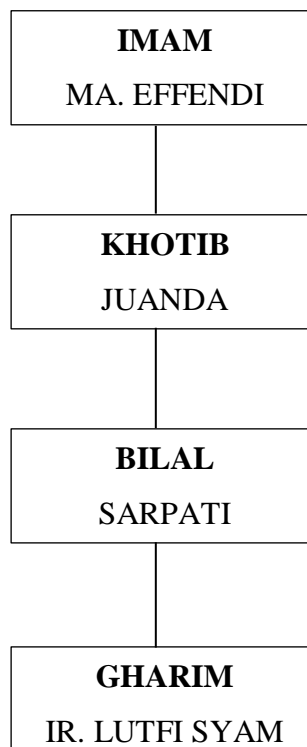 IMAM
MA. EFFENDI
KHOTIB
JUANDA
BILAL
SARPATI
GHARIM
IR. LUTFI SYAM